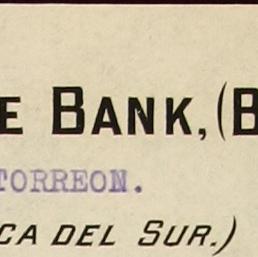 E BANK, (B
TORREON.
CA DEL SUR.)